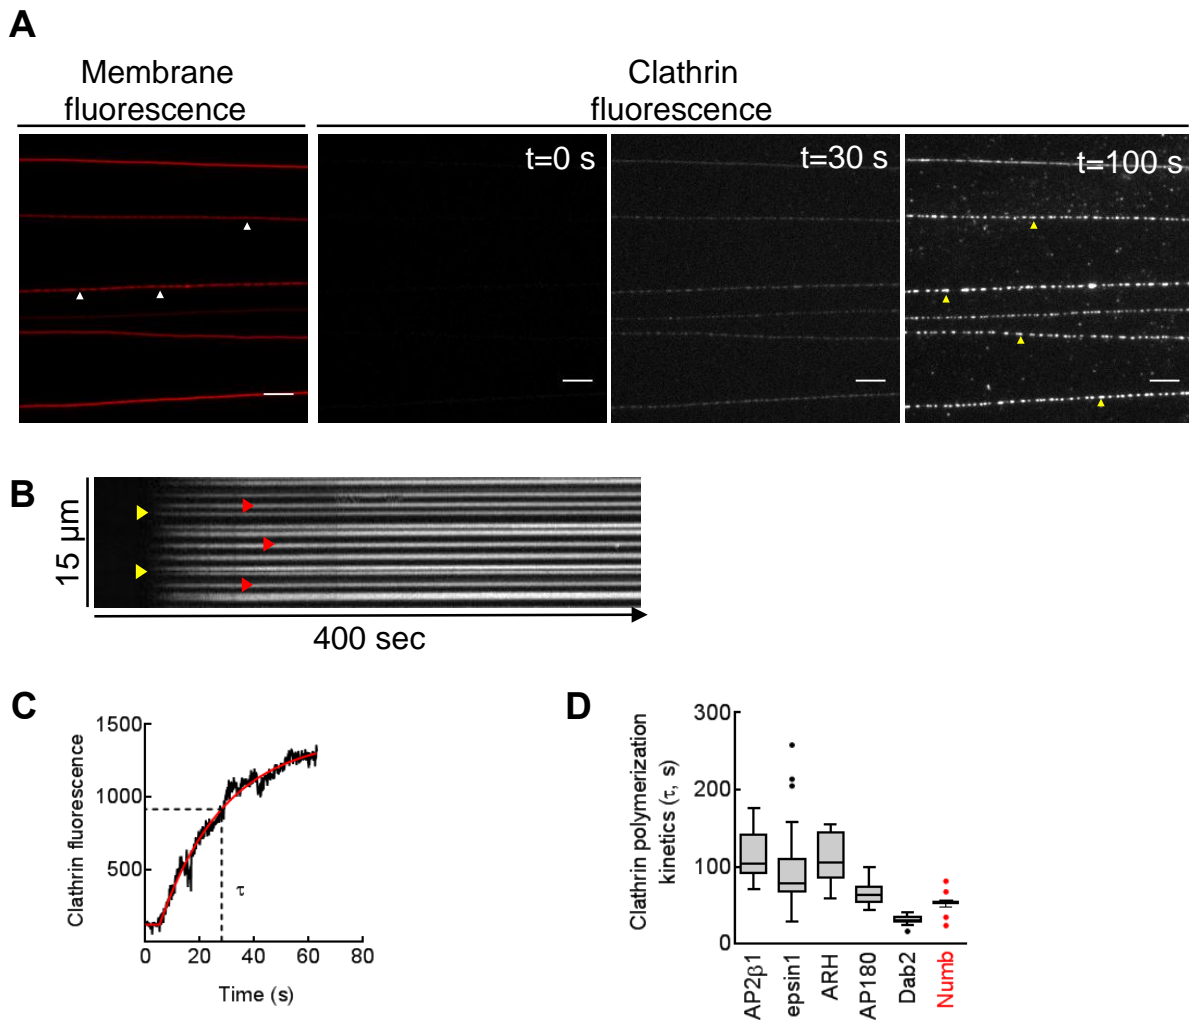 A
Membrane
fluorescence
Clathrin
fluorescence
t=0 s
t=30 s
t=100 s
B
15 µm
400 sec
C
Clathrin fluorescence
1500
1000
500
τ
0
20
40
60
80
Time (s)
D
Clathrin polymerization
kinetics (τ, s)
300
200
100
0
AP2β1
epsin1
ARH
AP180
Dab2
Numb